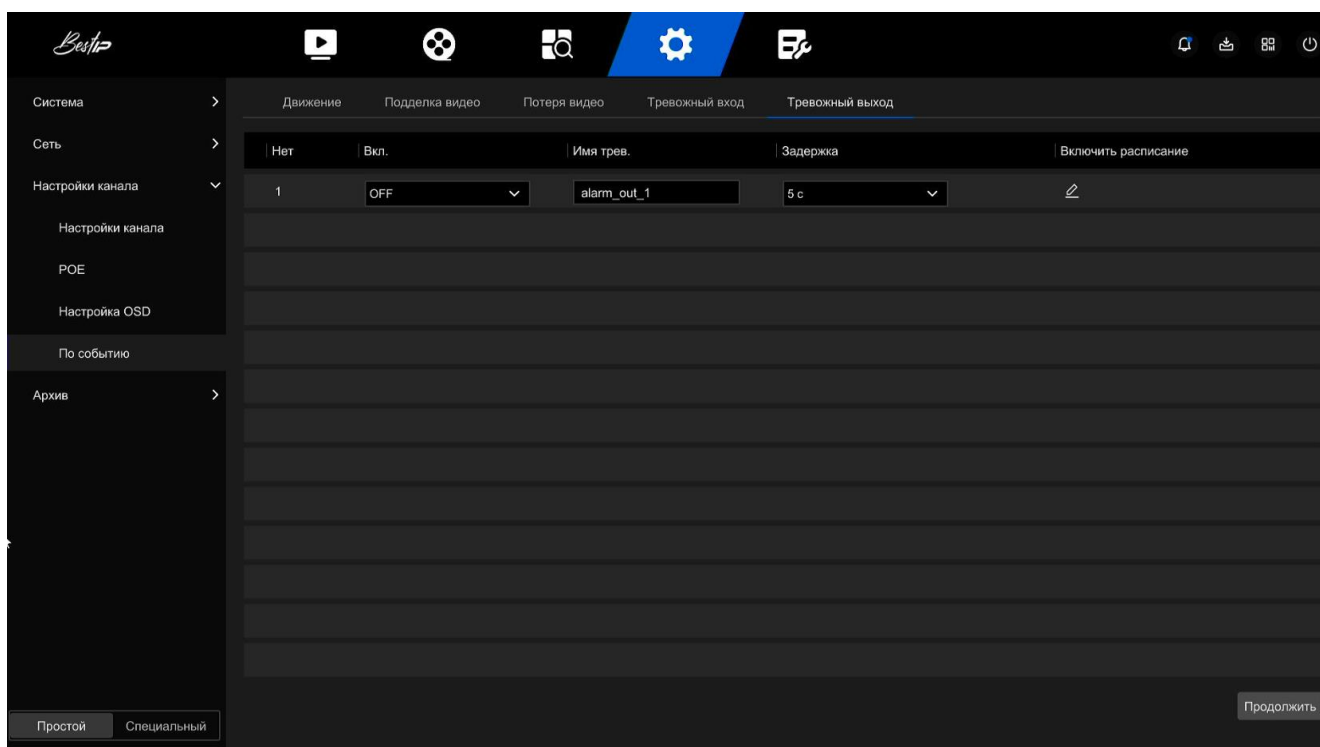 Bestip
Система
Движение Подделка видео Потеря видео Тревожный вход Тревожный выход
Сеть
Нет Вкл. Имя трев. Задержка Включить расписание
Настройки канала
1 OFF alarm_out_1 5 с
Настройки канала
POE
Настройка OSD
По событию
Архив
Продолжить
Простой Специальный